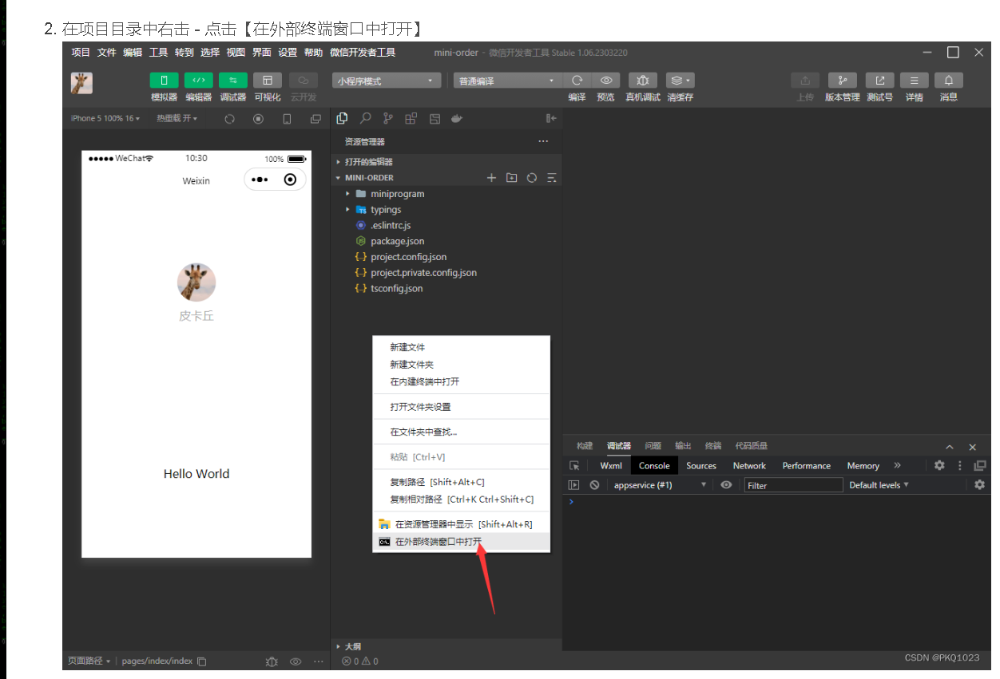 2. 在项目目录中右击 - 点击【在外部终端窗口中打开】
项目 文件 编辑 工具 转到 选择 视图 界面 设置 帮助 微信开发者工具 mini-order - 微信开发者工具 Stable 1.06.2303220
小程序模式 普通编译
模拟器 编辑器 调试器 可视化 云开发 编译 预览 真机调试 清缓存 上传 版本管理 测试号 详情 消息
iPhone 5 100% 16 热重载 开
资源管理器
打开的编辑器
MINI-ORDER
miniprogram
typings
.eslintrc.js
package.json
project.config.json
project.private.config.json
tsconfig.json
WeChat 10:30 100%
Weixin
皮卡丘
Hello World
新建文件
新建文件夹
在内建终端中打开
打开文件夹设置
在文件夹中查找...
粘贴 [Ctrl+V]
复制路径 [Shift+Alt+C]
复制相对路径 [Ctrl+K Ctrl+Shift+C]
在资源管理器中显示 [Shift+Alt+R]
在外部终端窗口中打开
构建 调试器 问题 输出 终端 代码质量
Wxml Console Sources Network Performance Memory »
appservice (#1) Filter Default levels
大纲
页面路径 pages/index/index 0 0
CSDN @PKQ1023